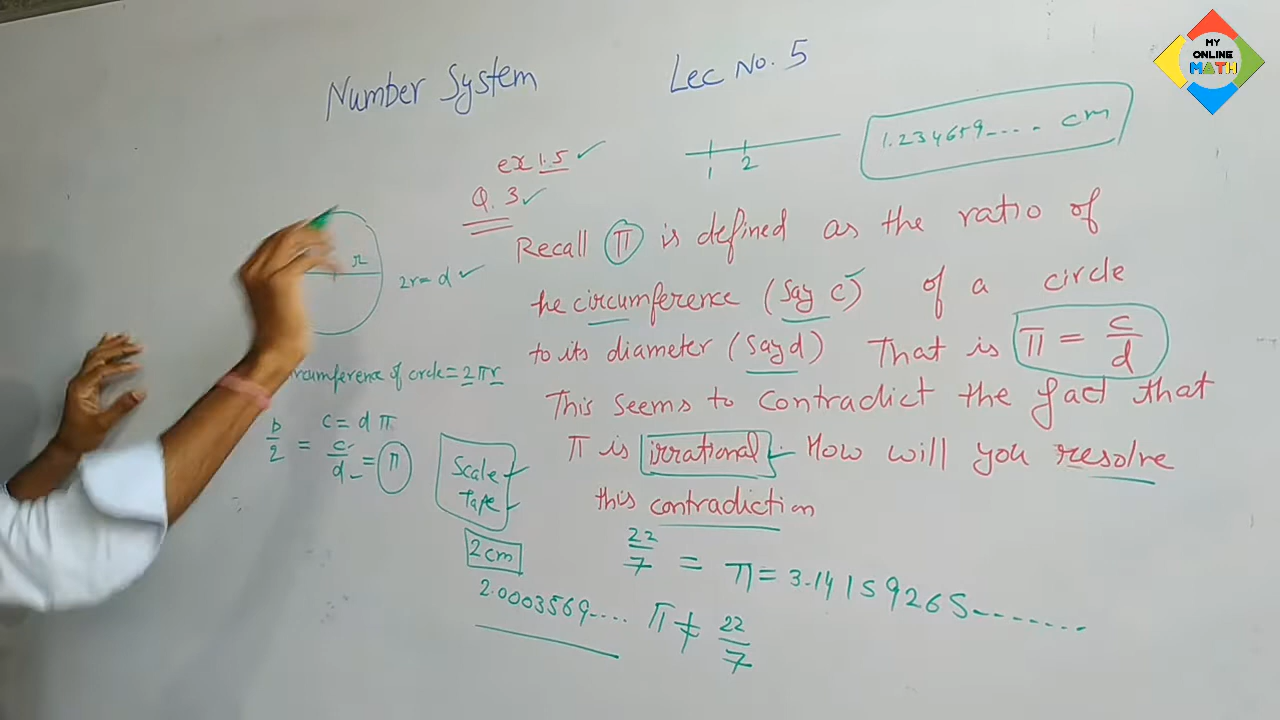 MY
ONLINE
MATH
Number System
Lec No. 5
ex 1.5 ✓
Q. 3 ✓
1 2
1.234659---- cm
Recall π is defined as the ratio of
he circumference (Say c) of a circle
to its diameter (Say d) That is π = c/d
This seems to contradict the fact that
π is irrational - How will you resolve
this contradiction
r
2r = d ✓
rcumference of circle = 2πr
c = d π
= c/d = π
Scale
Tape
2 cm
2.0003569....
22/7 = π = 3.14159265-------
π ≠ 22/7